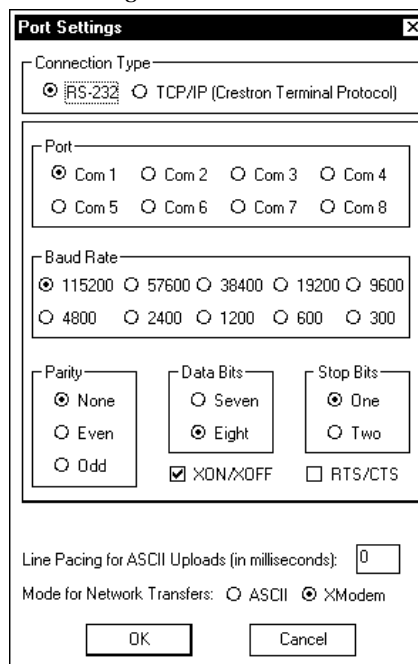 Port Settings
Connection Type
RS-232 TCP/IP (Crestron Terminal Protocol)
Port
Com 1 Com 2 Com 3 Com 4
Com 5 Com 6 Com 7 Com 8
Baud Rate
115200 57600 38400 19200 9600
4800 2400 1200 600 300
Parity
None
Even
Odd
Data Bits
Seven
Eight
Stop Bits
One
Two
XON/XOFF RTS/CTS
Line Pacing for ASCII Uploads (in milliseconds): 0
Mode for Network Transfers: ASCII XModem
OK Cancel